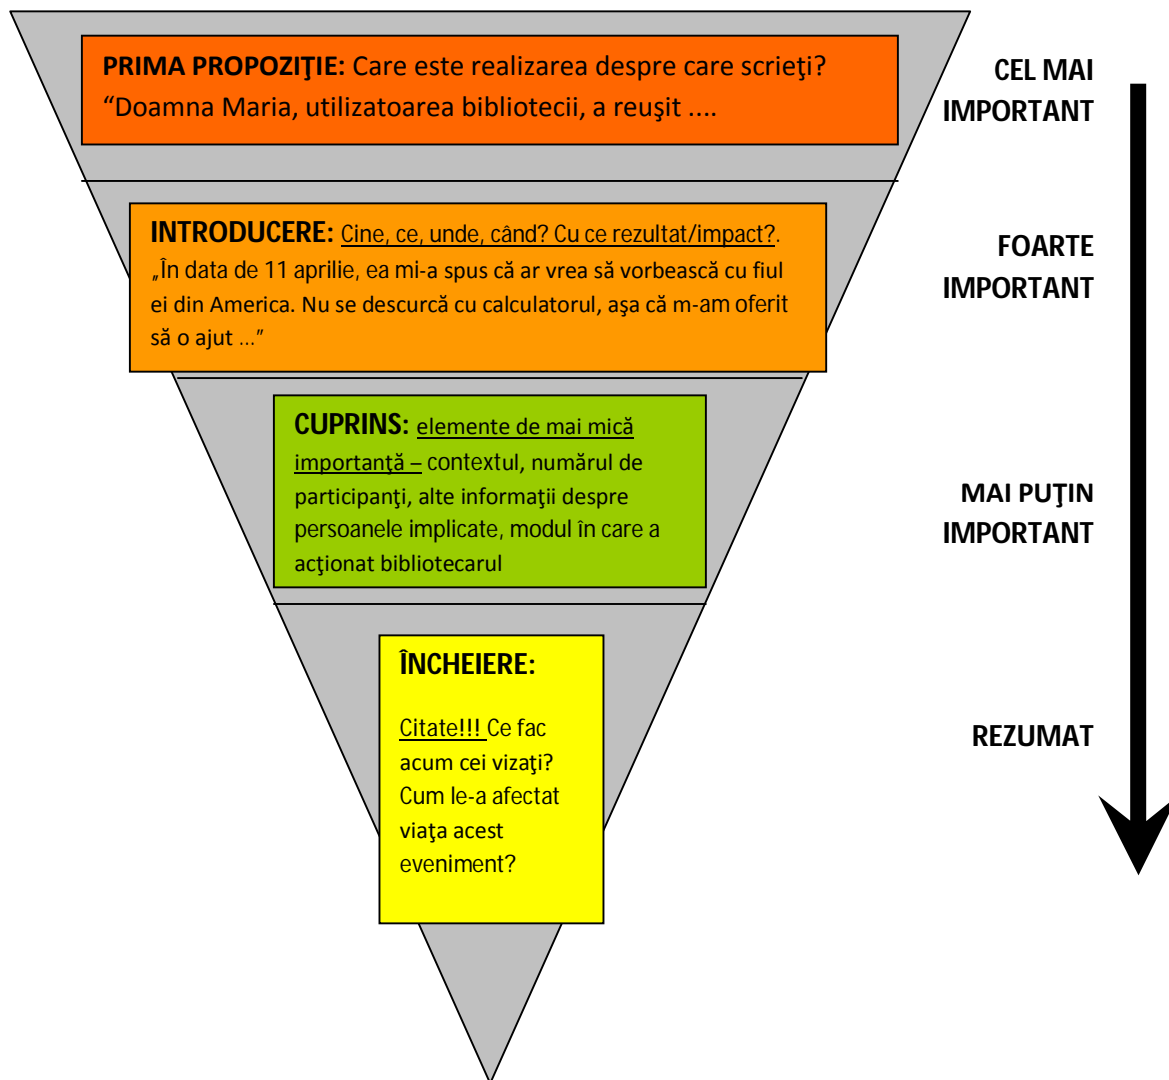 PRIMA PROPOZIŢIE: Care este realizarea despre care scrieţi?
“Doamna Maria, utilizatoarea bibliotecii, a reuşit ....
CEL MAI
IMPORTANT
INTRODUCERE: Cine, ce, unde, când? Cu ce rezultat/impact?.
„În data de 11 aprilie, ea mi-a spus că ar vrea să vorbească cu fiul
ei din America. Nu se descurcă cu calculatorul, aşa că m-am oferit
să o ajut ...”
FOARTE
IMPORTANT
CUPRINS: elemente de mai mică
importanţă – contextul, numărul de
participanţi, alte informaţii despre
persoanele implicate, modul în care a
acţionat bibliotecarul
MAI PUŢIN
IMPORTANT
ÎNCHEIERE:
Citate!!! Ce fac
acum cei vizaţi?
Cum le-a afectat
viaţa acest
eveniment?
REZUMAT